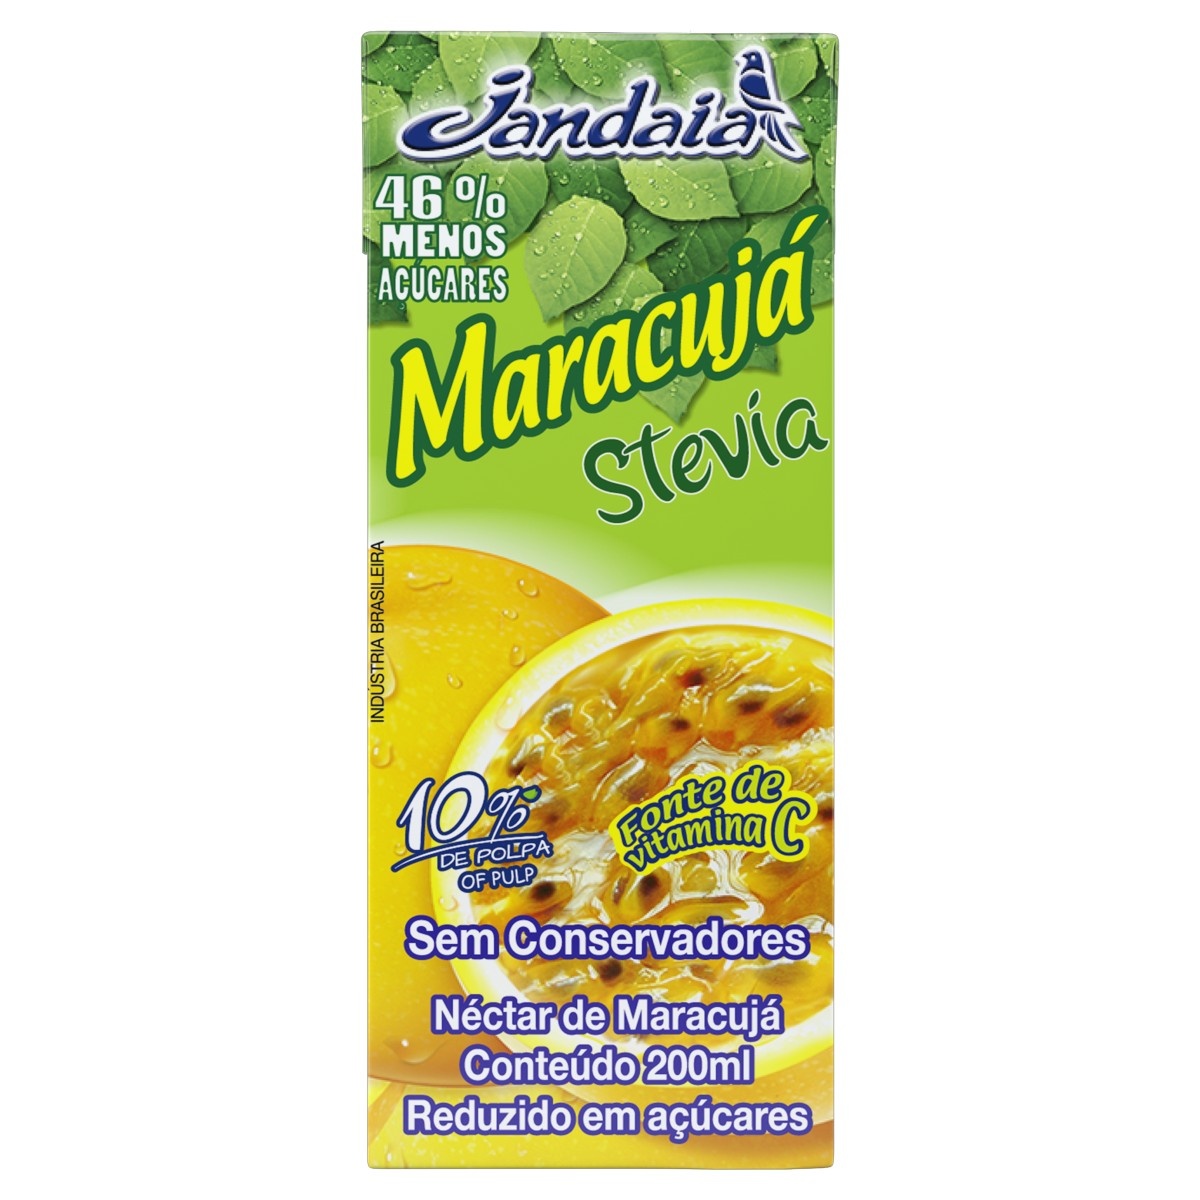 Jandaia
46 %
MENOS
AÇÚCARES
Maracujá
Stevia
INDÚSTRIA BRASILEIRA
10%
DE POLPA
OF PULP
Fonte de
vitamina C
Sem Conservadores
Néctar de Maracujá
Conteúdo 200ml
Reduzido em açúcares